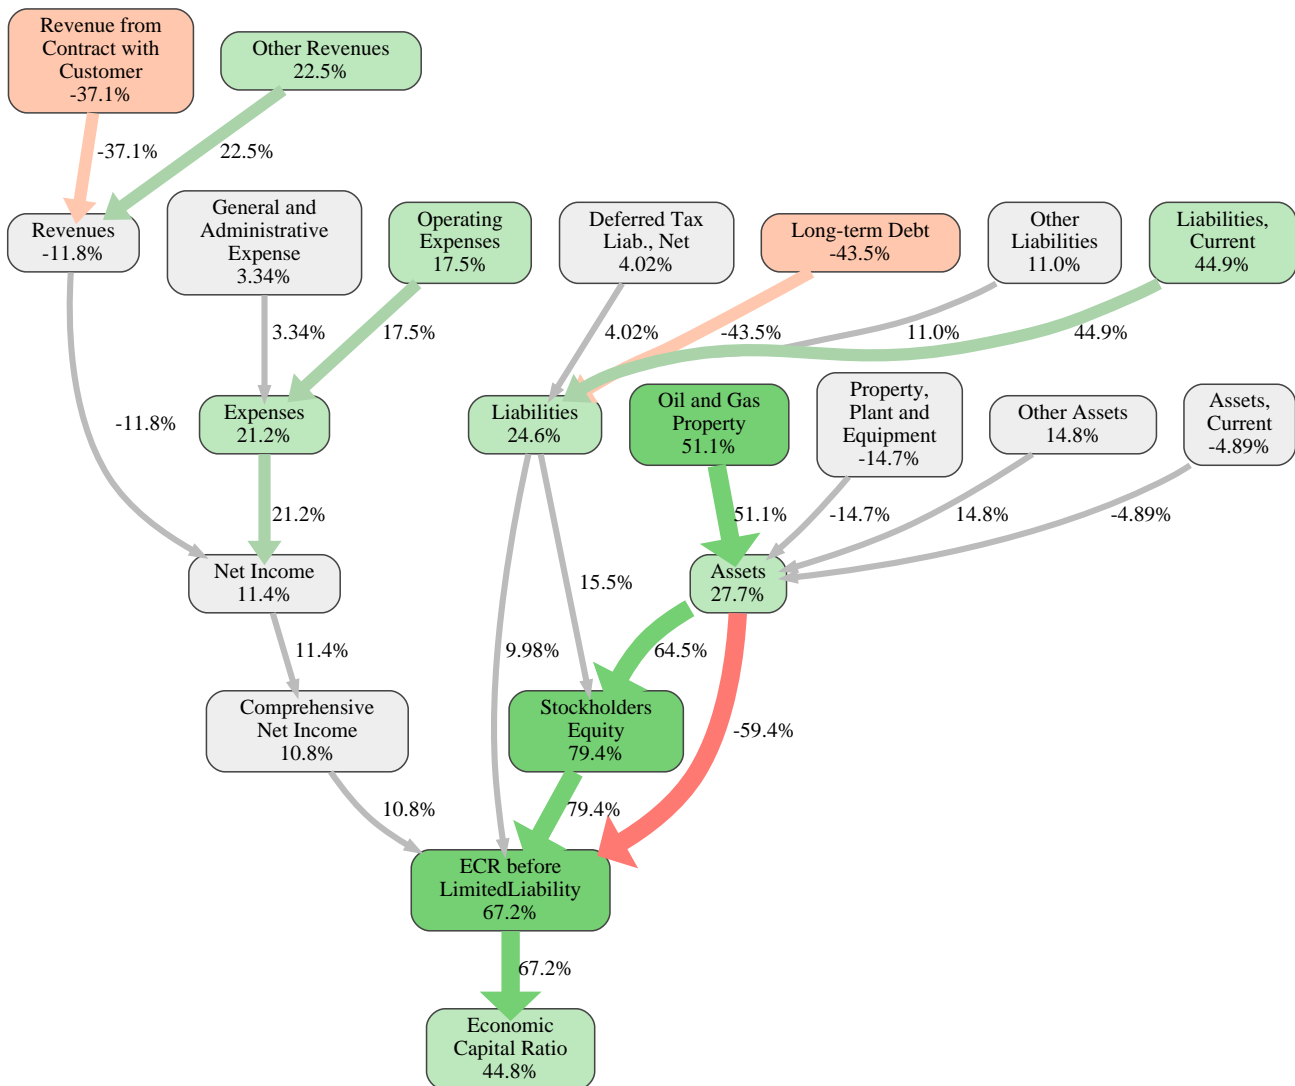 Revenue from
Contract with
Customer
-37.1%
Other Revenues
22.5%
-37.1%
22.5%
Revenues
-11.8%
General and
Administrative
Expense
3.34%
Operating
Expenses
17.5%
Deferred Tax
Liab., Net
4.02%
Long-term Debt
-43.5%
Other
Liabilities
11.0%
Liabilities,
Current
44.9%
3.34%
17.5%
4.02%
-43.5%
11.0%
44.9%
-11.8%
Expenses
21.2%
Liabilities
24.6%
Oil and Gas
Property
51.1%
Property,
Plant and
Equipment
-14.7%
Other Assets
14.8%
Assets,
Current
-4.89%
21.2%
51.1%
-14.7%
14.8%
-4.89%
Net Income
11.4%
15.5%
Assets
27.7%
11.4%
9.98%
64.5%
Comprehensive
Net Income
10.8%
Stockholders
Equity
79.4%
-59.4%
10.8%
79.4%
ECR before
LimitedLiability
67.2%
67.2%
Economic
Capital Ratio
44.8%